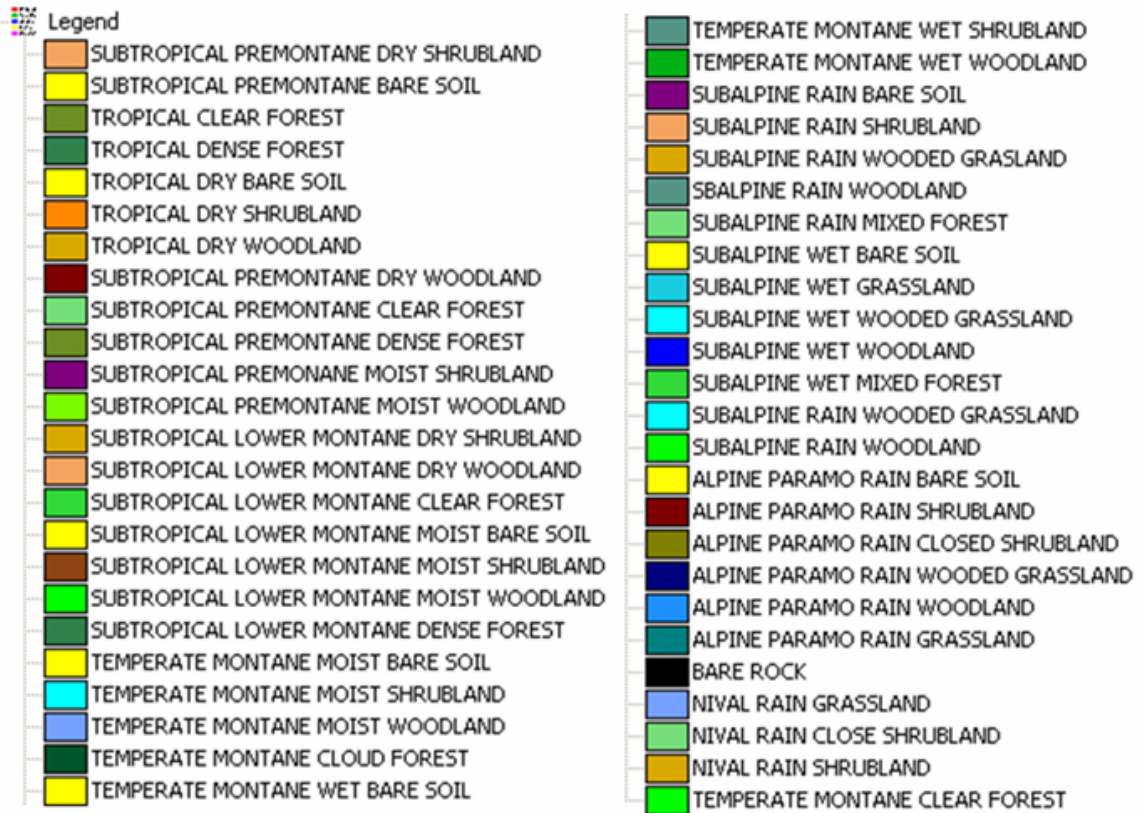 Legend
SUBTROPICAL PREMONTANE DRY SHRUBLAND
SUBTROPICAL PREMONTANE BARE SOIL
TROPICAL CLEAR FOREST
TROPICAL DENSE FOREST
TROPICAL DRY BARE SOIL
TROPICAL DRY SHRUBLAND
TROPICAL DRY WOODLAND
SUBTROPICAL PREMONTANE DRY WOODLAND
SUBTROPICAL PREMONTANE CLEAR FOREST
SUBTROPICAL PREMONTANE DENSE FOREST
SUBTROPICAL PREMONANE MOIST SHRUBLAND
SUBTROPICAL PREMONTANE MOIST WOODLAND
SUBTROPICAL LOWER MONTANE DRY SHRUBLAND
SUBTROPICAL LOWER MONTANE DRY WOODLAND
SUBTROPICAL LOWER MONTANE CLEAR FOREST
SUBTROPICAL LOWER MONTANE MOIST BARE SOIL
SUBTROPICAL LOWER MONTANE MOIST SHRUBLAND
SUBTROPICAL LOWER MONTANE MOIST WOODLAND
SUBTROPICAL LOWER MONTANE DENSE FOREST
TEMPERATE MONTANE MOIST BARE SOIL
TEMPERATE MONTANE MOIST SHRUBLAND
TEMPERATE MONTANE MOIST WOODLAND
TEMPERATE MONTANE CLOUD FOREST
TEMPERATE MONTANE WET BARE SOIL
TEMPERATE MONTANE WET SHRUBLAND
TEMPERATE MONTANE WET WOODLAND
SUBALPINE RAIN BARE SOIL
SUBALPINE RAIN SHRUBLAND
SUBALPINE RAIN WOODED GRASLAND
SBALPINE RAIN WOODLAND
SUBALPINE RAIN MIXED FOREST
SUBALPINE WET BARE SOIL
SUBALPINE WET GRASSLAND
SUBALPINE WET WOODED GRASSLAND
SUBALPINE WET WOODLAND
SUBALPINE WET MIXED FOREST
SUBALPINE RAIN WOODED GRASSLAND
SUBALPINE RAIN WOODLAND
ALPINE PARAMO RAIN BARE SOIL
ALPINE PARAMO RAIN SHRUBLAND
ALPINE PARAMO RAIN CLOSED SHRUBLAND
ALPINE PARAMO RAIN WOODED GRASSLAND
ALPINE PARAMO RAIN WOODLAND
ALPINE PARAMO RAIN GRASSLAND
BARE ROCK
NIVAL RAIN GRASSLAND
NIVAL RAIN CLOSE SHRUBLAND
NIVAL RAIN SHRUBLAND
TEMPERATE MONTANE CLEAR FOREST